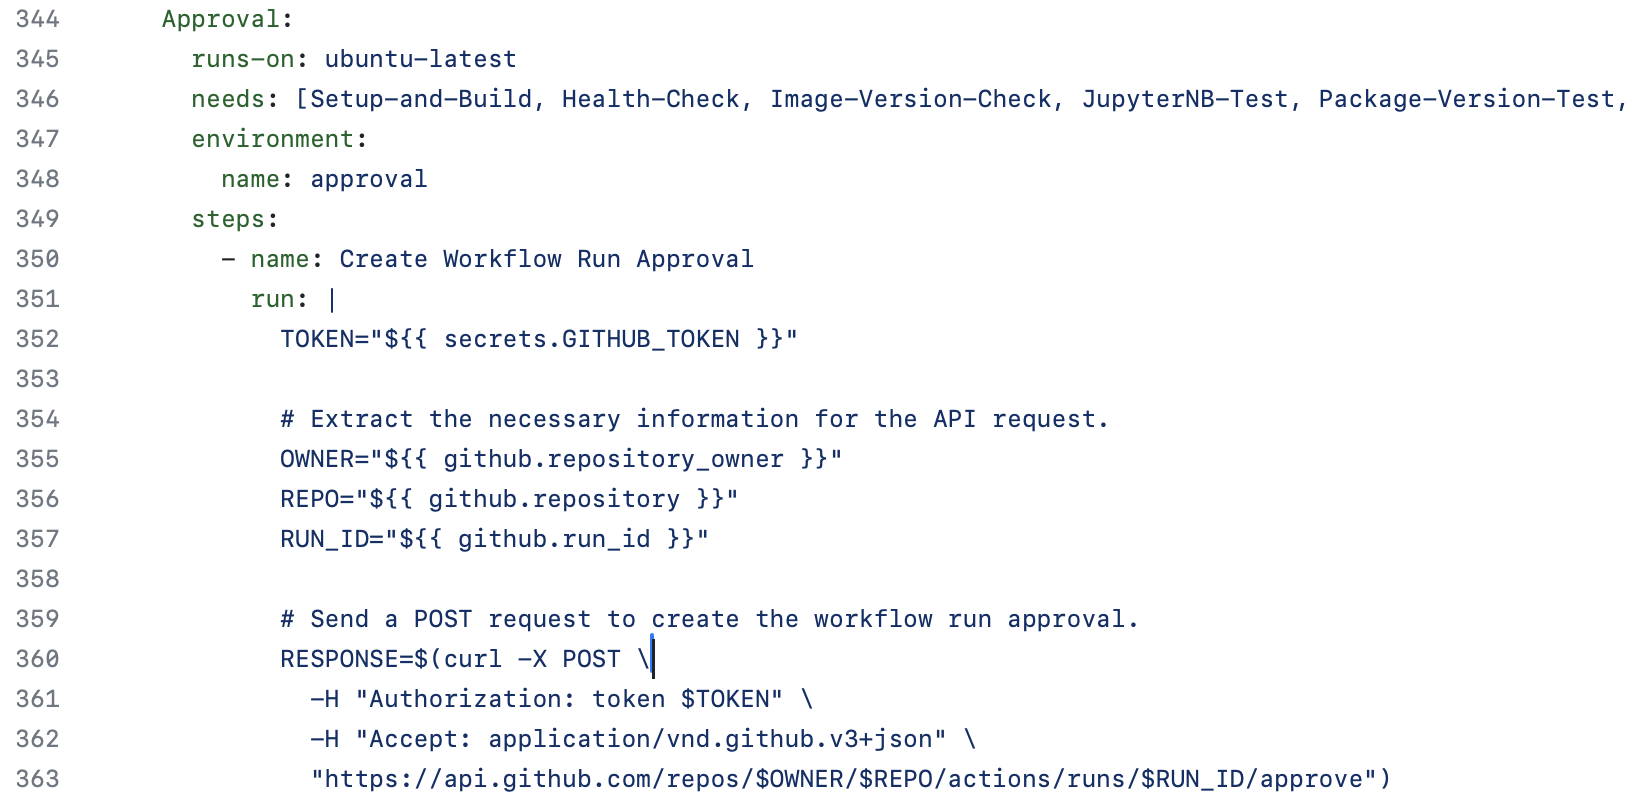 344 Approval:
345 runs-on: ubuntu-latest
346 needs: [Setup-and-Build, Health-Check, Image-Version-Check, JupyterNB-Test, Package-Version-Test,
347 environment:
348 name: approval
349 steps:
350 - name: Create Workflow Run Approval
351 run: |
352 TOKEN="${{ secrets.GITHUB_TOKEN }}"
353
354 # Extract the necessary information for the API request.
355 OWNER="${{ github.repository_owner }}"
356 REPO="${{ github.repository }}"
357 RUN_ID="${{ github.run_id }}"
358
359 # Send a POST request to create the workflow run approval.
360 RESPONSE=$(curl -X POST \
361 -H "Authorization: token $TOKEN" \
362 -H "Accept: application/vnd.github.v3+json" \
363 "https://api.github.com/repos/$OWNER/$REPO/actions/runs/$RUN_ID/approve")